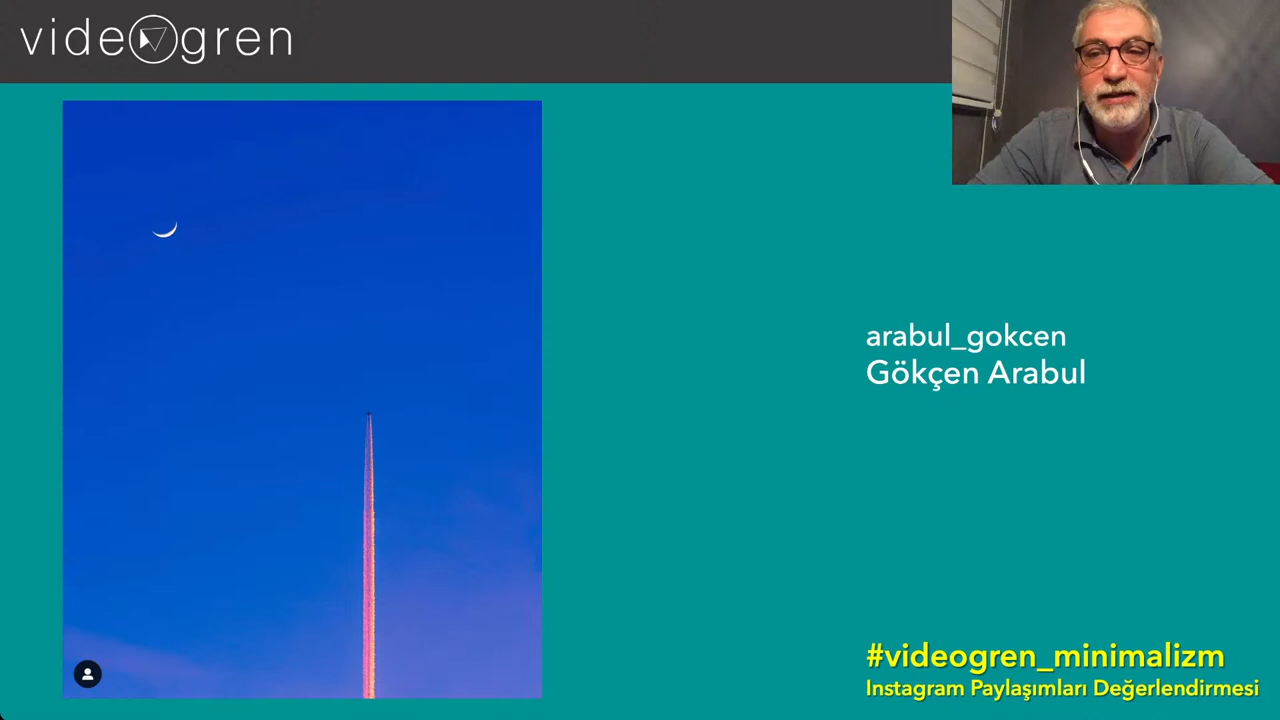 videogren
arabul_gokcen
Gökçen Arabul
#videogren_minimalizm
Instagram Paylaşımları Değerlendirmesi